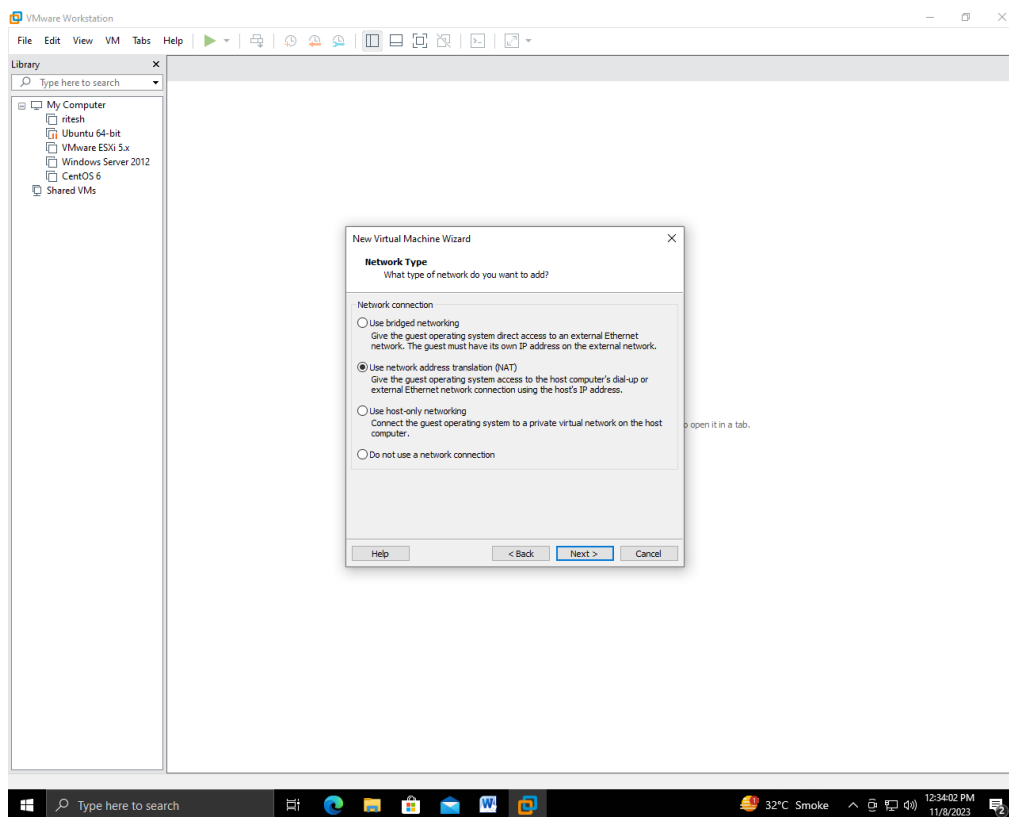 VMware Workstation
File Edit View VM Tabs Help
Library
Type here to search
My Computer
ritesh
Ubuntu 64-bit
VMware ESXi 5.x
Windows Server 2012
CentOS 6
Shared VMs
New Virtual Machine Wizard
Network Type
What type of network do you want to add?
Network connection
Use bridged networking
Give the guest operating system direct access to an external Ethernet
network. The guest must have its own IP address on the external network.
Use network address translation (NAT)
Give the guest operating system access to the host computer's dial-up or
external Ethernet network connection using the host's IP address.
Use host-only networking
Connect the guest operating system to a private virtual network on the host
computer.
open it in a tab.
Do not use a network connection
Help < Back Next > Cancel
Type here to search
32°C Smoke
12:34:02 PM
11/8/2023
2